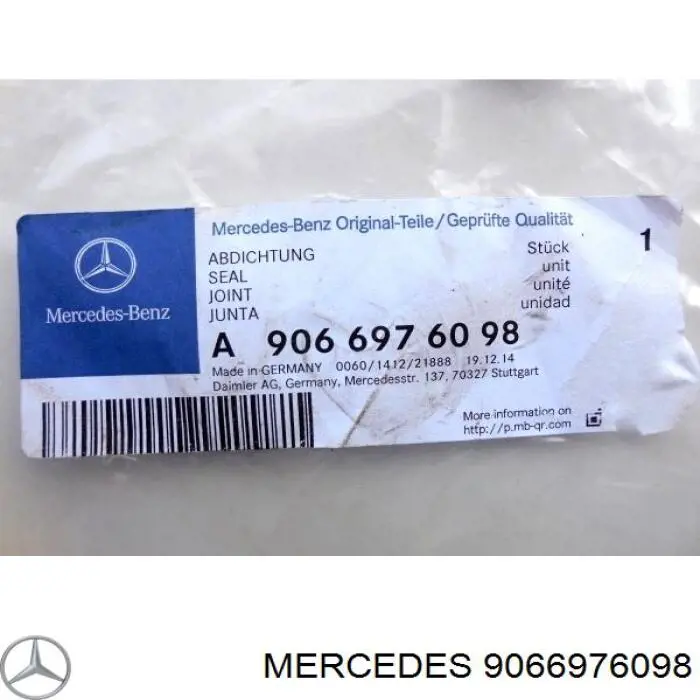 Mercedes-Benz Original-Teile/Geprüfte Qualität
ABDICHTUNG Stück 1
SEAL unit
JOINT unité
JUNTA unidad
Mercedes-Benz
A 906 697 60 98
Made in GERMANY 0060/1412/21888 19.12.14
Daimler AG, Germany, Mercedesstr. 137, 70327 Stuttgart
More information on
http://p.mb-qr.com
MERCEDES 9066976098